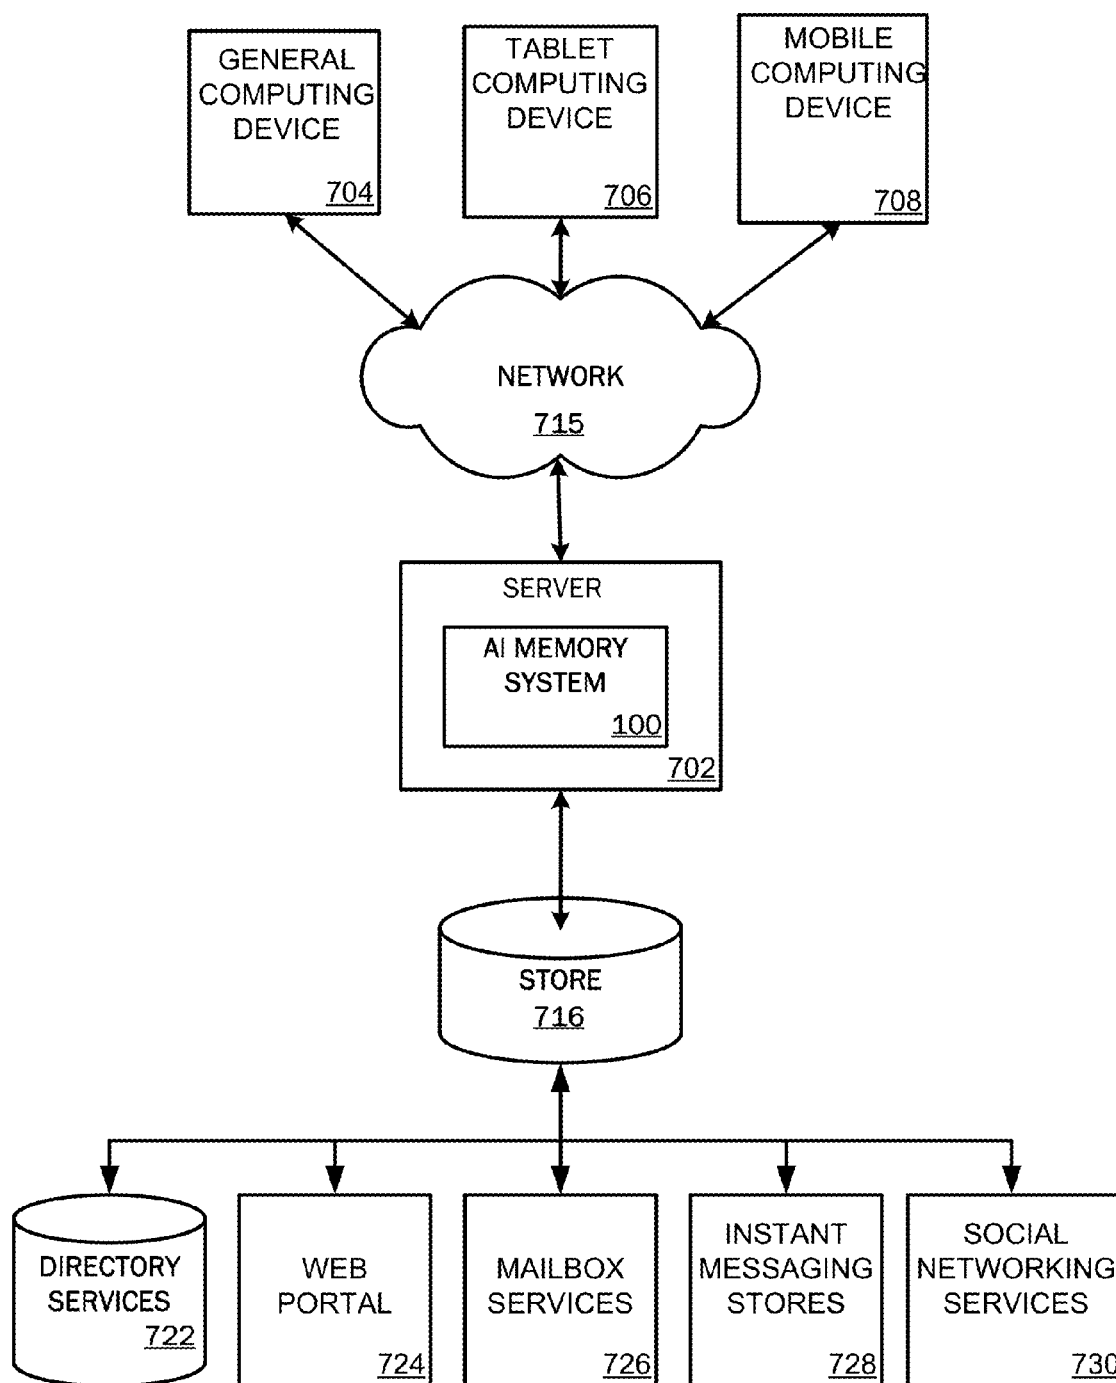 GENERAL
COMPUTING
DEVICE
704
TABLET
COMPUTING
DEVICE
706
MOBILE
COMPUTING
DEVICE
708
NETWORK
715
SERVER
AI MEMORY
SYSTEM
100
702
STORE
716
DIRECTORY
SERVICES
722
WEB
PORTAL
724
MAILBOX
SERVICES
726
INSTANT
MESSAGING
STORES
728
SOCIAL
NETWORKING
SERVICES
730